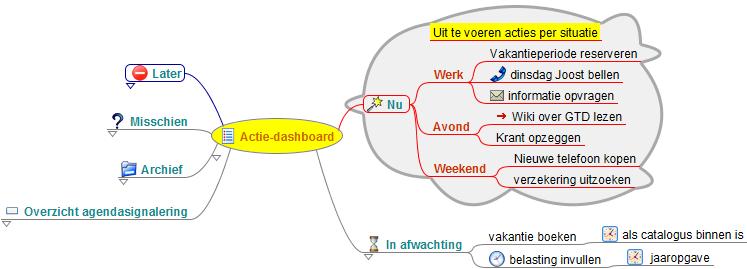 Uit te voeren acties per situatie
Later
Misschien
Archief
Overzicht agendasignalering
Actie-dashboard
Nu
Werk
Vakantieperiode reserveren
dinsdag Joost bellen
informatie opvragen
Avond
Wiki over GTD lezen
Krant opzeggen
Weekend
Nieuwe telefoon kopen
verzekering uitzoeken
In afwachting
vakantie boeken
als catalogus binnen is
belasting invullen
jaaropgave